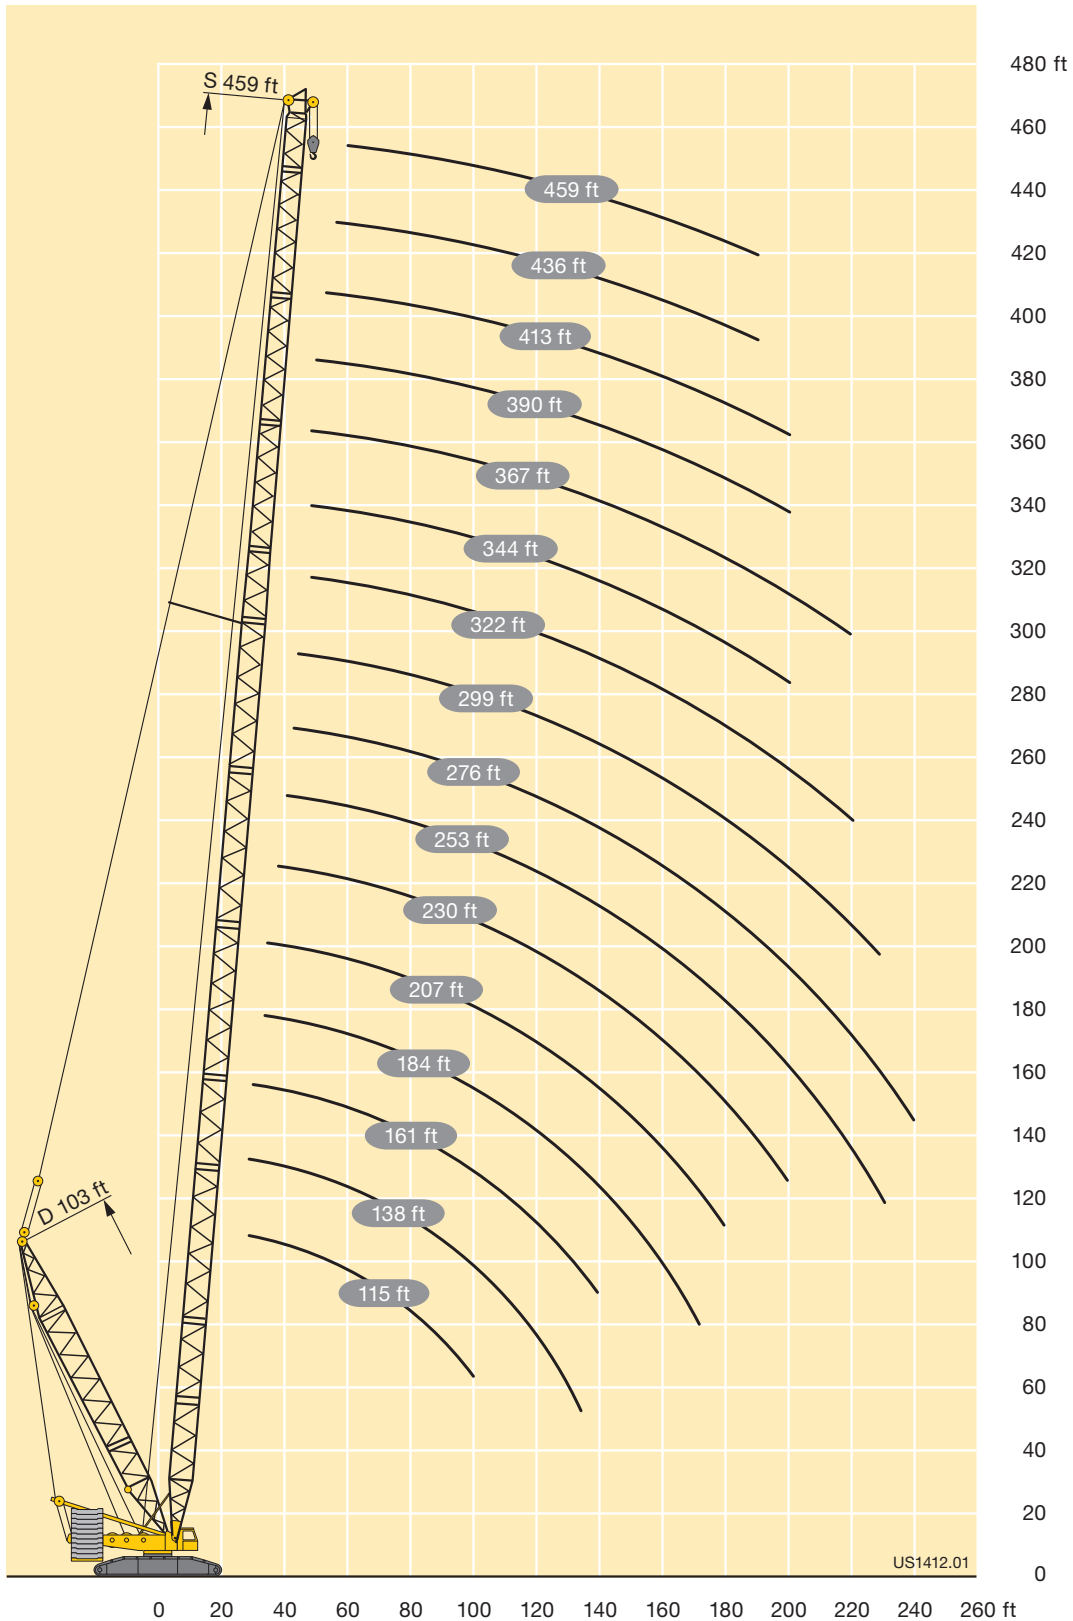 480 ft
S 459 ft
460
459 ft
440
420
436 ft
400
413 ft
380
390 ft
360
367 ft
340
344 ft
320
322 ft
300
299 ft
280
276 ft
260
253 ft
240
230 ft
220
207 ft
200
184 ft
180
161 ft
160
138 ft
140
115 ft
120
D 103 ft
100
80
60
40
20
US1412.01
0
0 20 40 60 80 100 120 140 160 180 200 220 240 260 ft